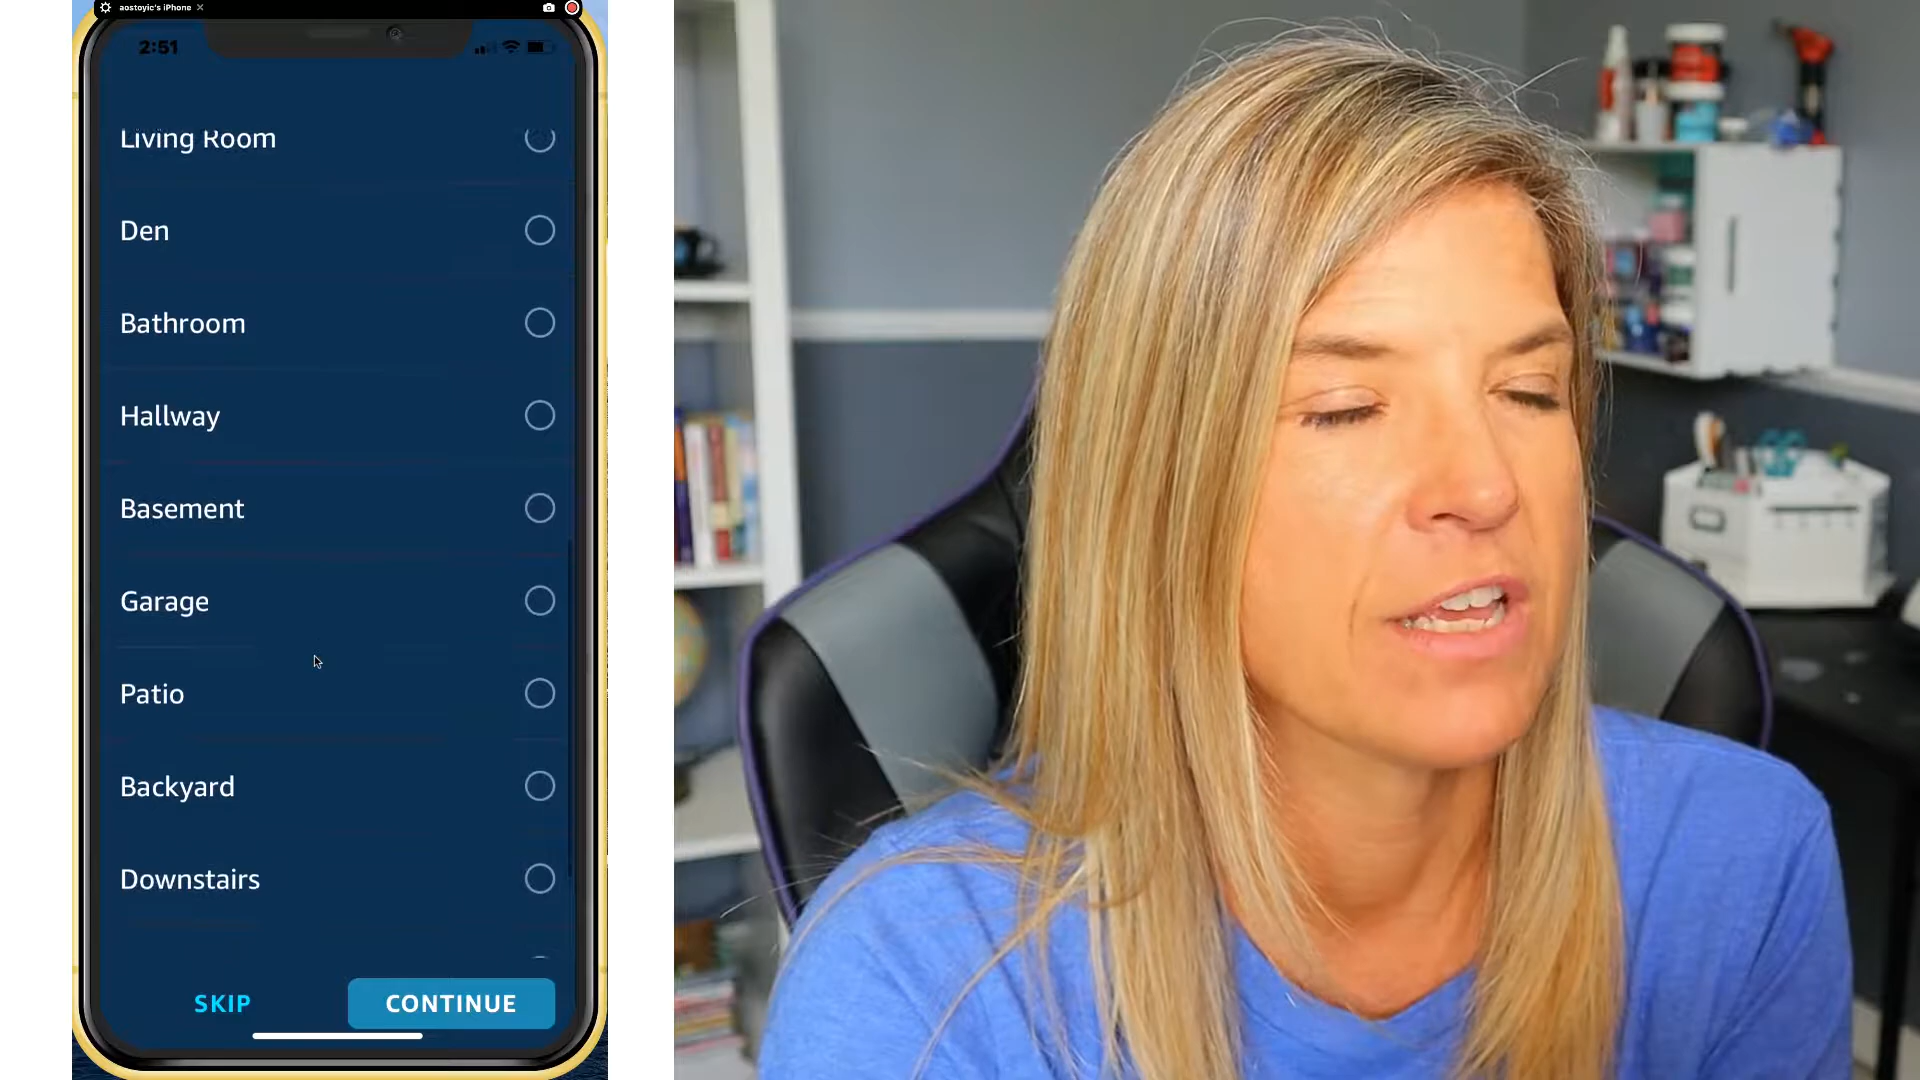 aostoyic's iPhone
2:51
Living Room
Den
Bathroom
Hallway
Basement
Garage
Patio
Backyard
Downstairs
SKIP
CONTINUE